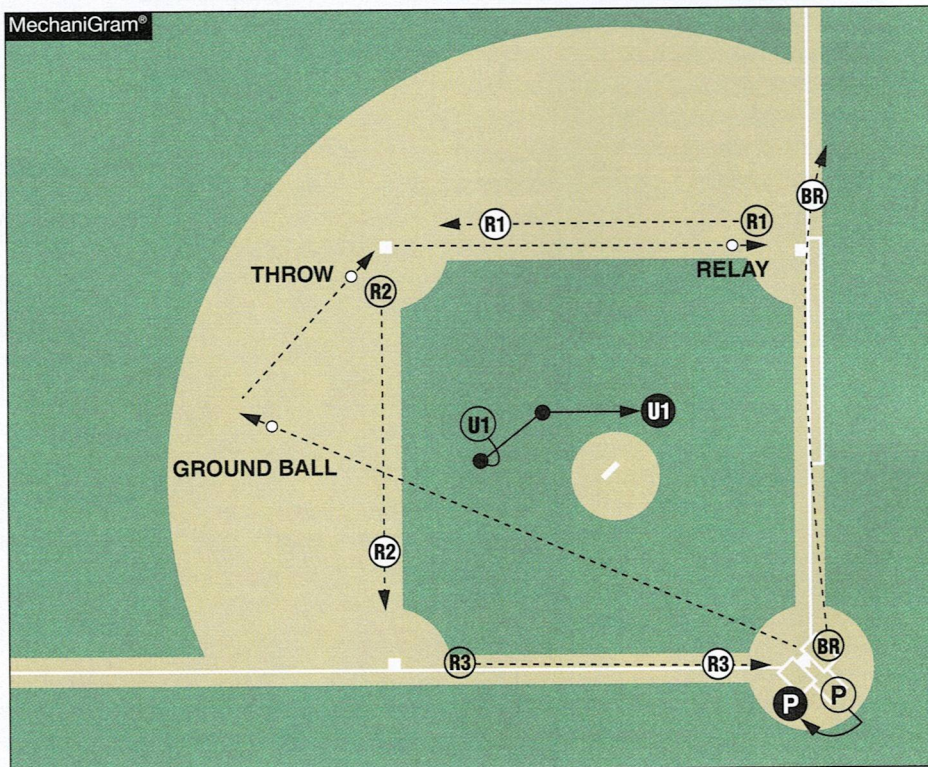 MechaniGram®
BR
R1
R1
THROW
RELAY
R2
U1
U1
GROUND BALL
R2
BR
R3
R3
P
P